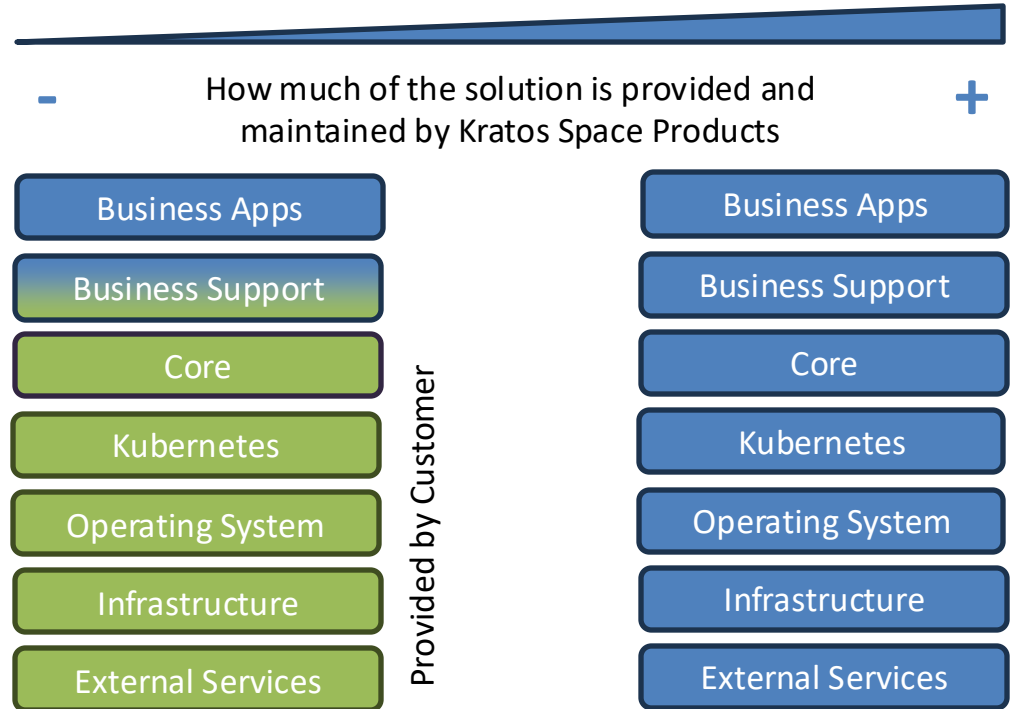 -
How much of the solution is provided and
maintained by Kratos Space Products
+
Business Apps
Business Support
Core
Kubernetes
Operating System
Infrastructure
External Services
Provided by Customer
Business Apps
Business Support
Core
Kubernetes
Operating System
Infrastructure
External Services